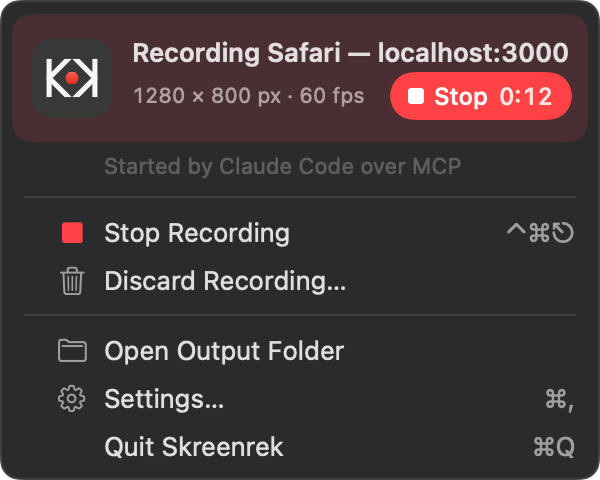 Recording Safari — localhost:3000
1280 × 800 px · 60 fps
Stop 0:12
Started by Claude Code over MCP
Stop Recording ^⌘⎋
Discard Recording...
Open Output Folder
Settings... ⌘,
Quit Skreenrek ⌘Q